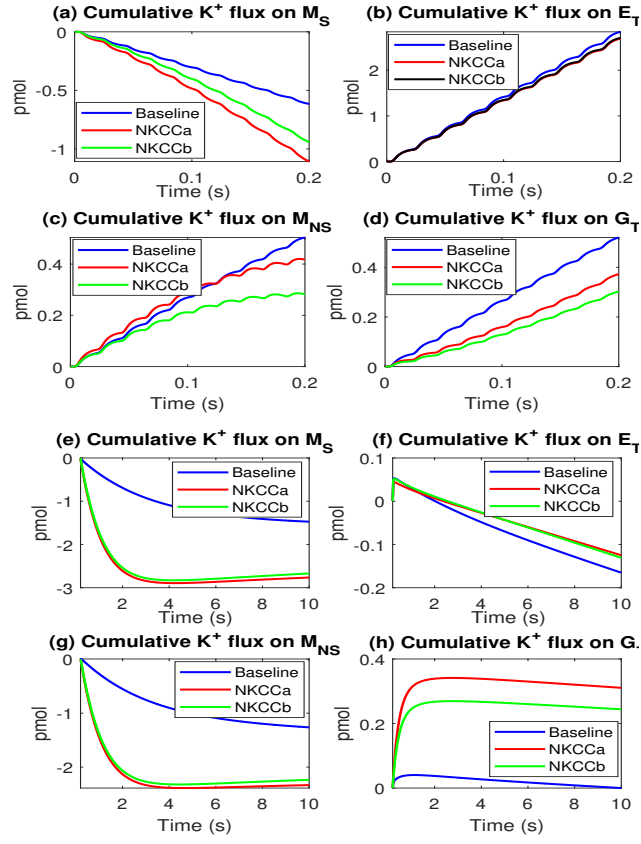 (a) Cumulative K+ flux on MS
(b) Cumulative K+ flux on ET
pmol
0
-0.5
-1
Baseline
NKCCa
NKCCb
0
0.1
0.2
Time (s)
2
1
0
Baseline
NKCCa
NKCCb
0
0.1
0.2
Time (s)
(c) Cumulative K+ flux on MNS
(d) Cumulative K+ flux on GT
pmol
0.4
0.2
0
Baseline
NKCCa
NKCCb
0
0.1
0.2
Time (s)
pmol
0.4
0.2
0
Baseline
NKCCa
NKCCb
0
0.1
0.2
Time (s)
(e) Cumulative K+ flux on MS
(f) Cumulative K+ flux on ET
pmol
0
-1
-2
-3
Baseline
NKCCa
NKCCb
2
4
6
8
10
Time (s)
pmol
0.1
0
-0.1
-0.2
Baseline
NKCCa
NKCCb
2
4
6
8
10
Time (s)
(g) Cumulative K+ flux on MNS
(h) Cumulative K+ flux on G
pmol
0
-1
-2
Baseline
NKCCa
NKCCb
2
4
6
8
10
Time (s)
pmol
0.4
0.2
0
Baseline
NKCCa
NKCCb
2
4
6
8
10
Time (s)